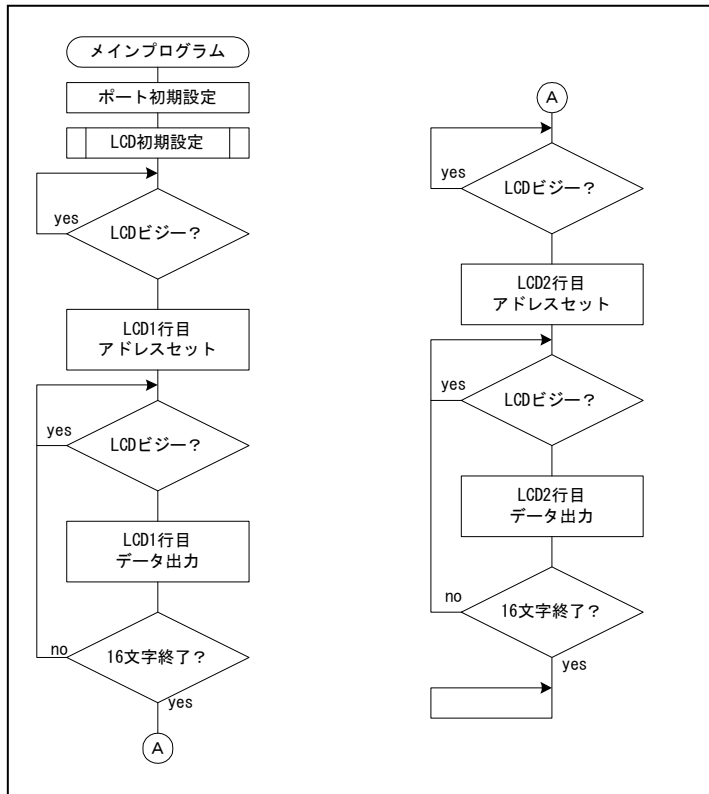 メインプログラム
ポート初期設定
LCD初期設定
yes
LCDビジー？
LCD1行目
アドレスセット
yes
LCDビジー？
LCD1行目
データ出力
no
16文字終了？
yes
A
A
yes
LCDビジー？
LCD2行目
アドレスセット
yes
LCDビジー？
LCD2行目
データ出力
no
16文字終了？
yes